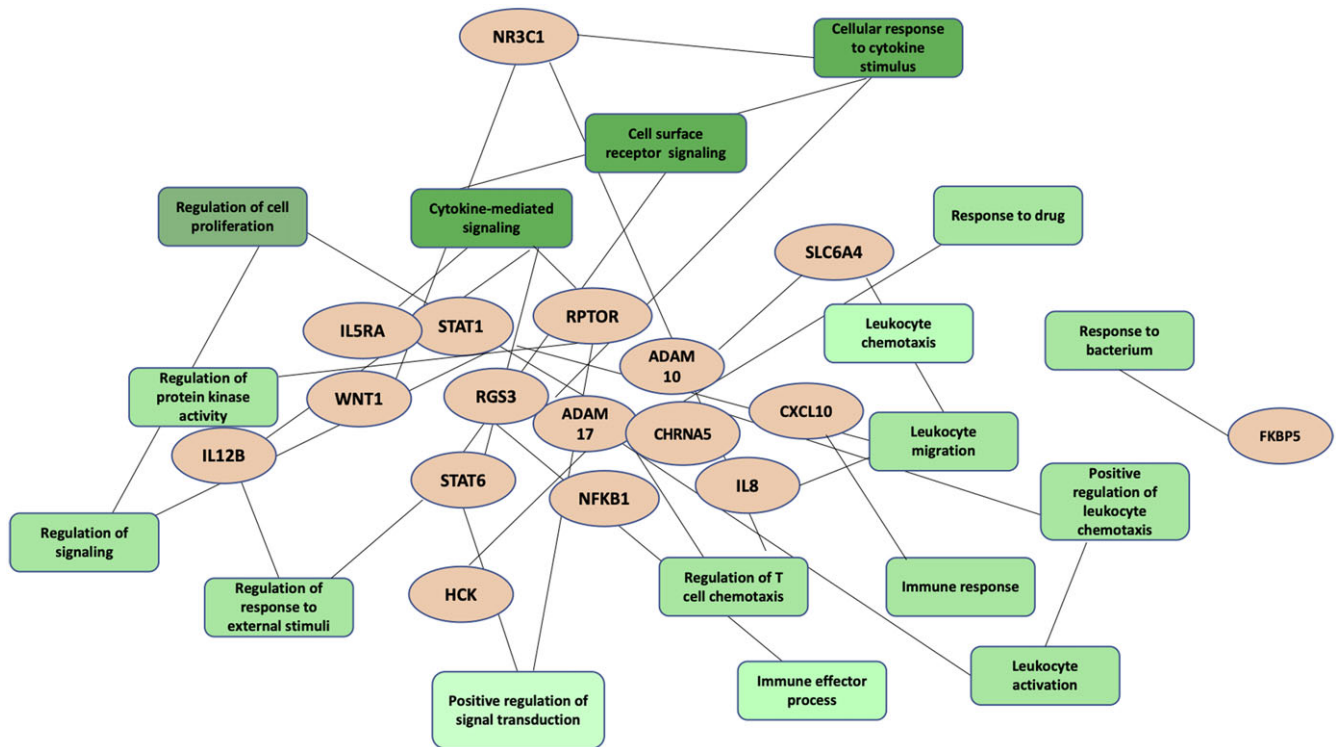 NR3C1
Cellular response
to cytokine
stimulus
Cell surface
receptor signaling
Regulation of cell
proliferation
Cytokine-mediated
signaling
Response to drug
SLC6A4
IL5RA
STAT1
RPTOR
Leukocyte
chemotaxis
Response to
bacterium
ADAM
10
Regulation of
protein kinase
activity
WNT1
RGS3
ADAM
17
CHRNA5
CXCL10
Leukocyte
migration
FKBP5
IL12B
STAT6
NFKB1
IL8
Positive
regulation of
leukocyte
chemotaxis
Regulation of
signaling
Regulation of
response to
external stimuli
HCK
Regulation of T
cell chemotaxis
Immune response
Positive regulation of
signal transduction
Immune effector
process
Leukocyte
activation